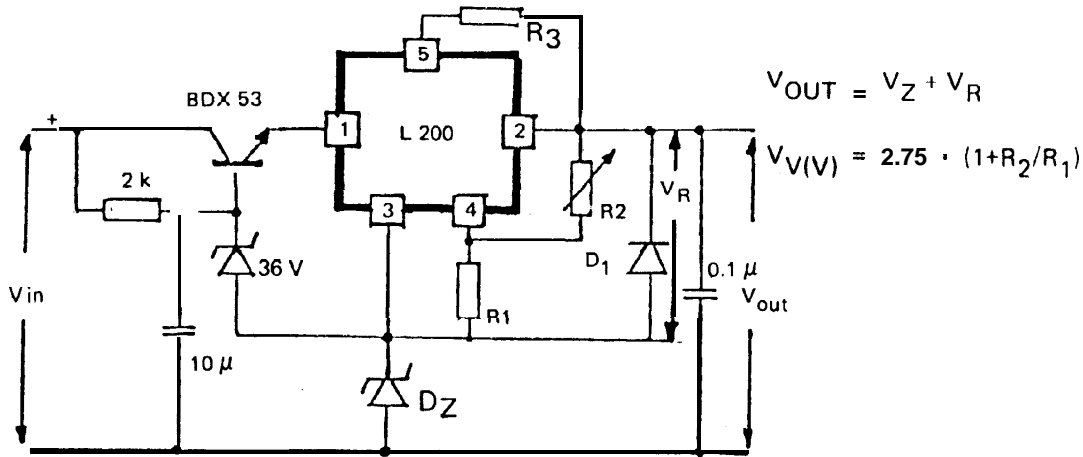 R3
5
BDX 53
VOUT = VZ + VR
+
1
L 200
2
VV(V) = 2.75 · (1+R2/R1)
2 k
3
4
R2
VR
36 V
D1
0.1 μ
Vin
Vout
R1
10 μ
DZ